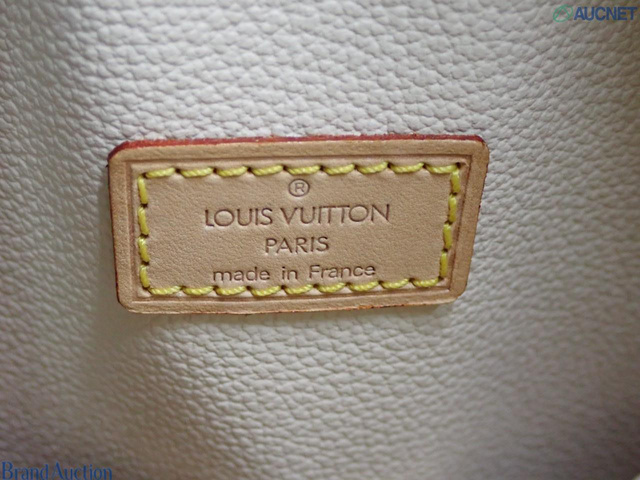 AUCNET
®
LOUIS VUITTON
PARIS
made in France
Brand Auction